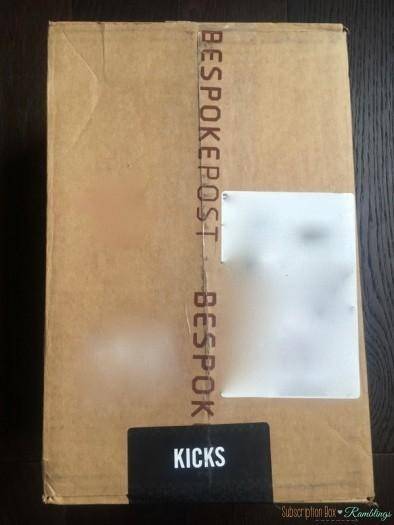 BESPOKEPOST
BESPOK
KICKS
Subscription Box ♥ Ramblings